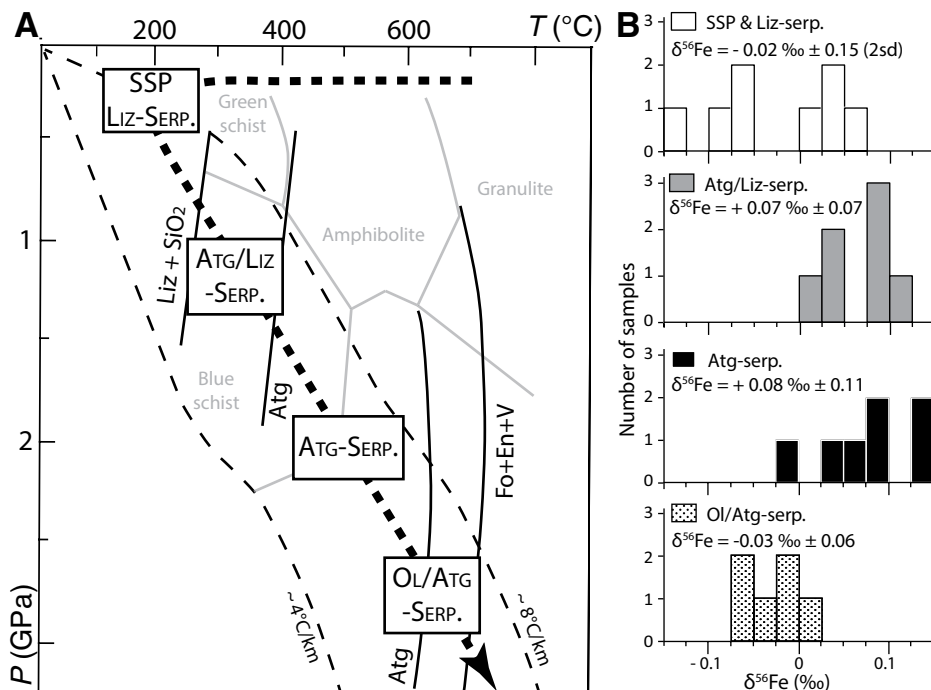 A
T (°C)
200
400
600
SSP
LIZ-SERP.
Green
schist
Granulite
Amphibolite
1
Liz + SiO₂
ATG/LIZ
-SERP.
Blue
schist
Atg
2
ATG-SERP.
Fo+En+V
OL/ATG
-SERP.
~ 4°C/km
~ 8°C/km
Atg
P (GPa)
B
3
2
1
0
SSP & Liz-serp.
δ⁵⁶Fe = - 0.02 ‰ ± 0.15 (2sd)
3
2
1
0
Atg/Liz-serp.
δ⁵⁶Fe = + 0.07 ‰ ± 0.07
Number of samples
3
2
1
0
Atg-serp.
δ⁵⁶Fe = + 0.08 ‰ ± 0.11
3
2
1
0
Ol/Atg-serp.
δ⁵⁶Fe = -0.03 ‰ ± 0.06
- 0.1
0
0.1
δ⁵⁶Fe (‰)